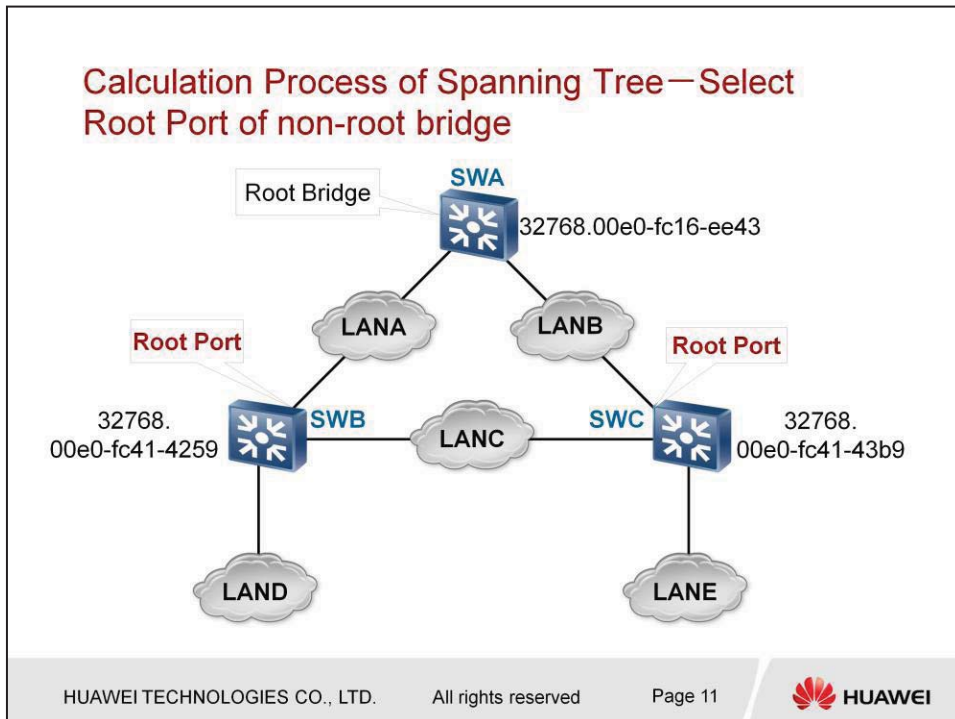 Calculation Process of Spanning Tree－Select
Root Port of non-root bridge
SWA
Root Bridge
32768.00e0-fc16-ee43
LANA
LANB
Root Port
Root Port
32768.
00e0-fc41-4259
SWB
LANC
SWC
32768.
00e0-fc41-43b9
LAND
LANE
HUAWEI TECHNOLOGIES CO., LTD.
All rights reserved
Page 11
HUAWEI